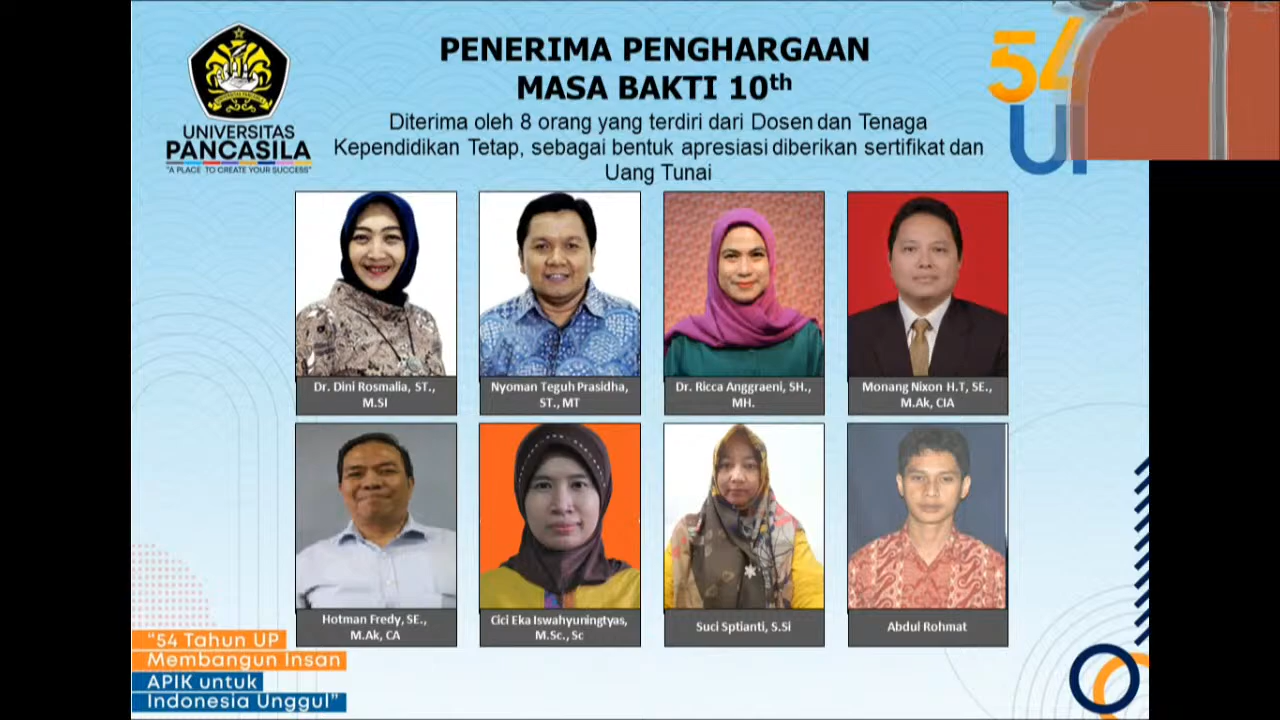 UNIVERSITAS
PANCASILA
"A PLACE TO CREATE YOUR SUCCESS"
PENERIMA PENGHARGAAN
MASA BAKTI 10th
Diterima oleh 8 orang yang terdiri dari Dosen dan Tenaga
Kependidikan Tetap, sebagai bentuk apresiasi diberikan sertifikat dan
Uang Tunai
54
Dr. Dini Rosmalia, ST.,
M.SI
Nyoman Teguh Prasidha,
ST., MT
Dr. Ricca Anggraeni, SH.,
MH.
Monang Nixon H.T, SE.,
M.Ak, CIA
Hotman Fredy, SE.,
M.Ak, CA
Cici Eka Iswahyuningtyas,
M.Sc., Sc
Suci Sptianti, S.Si
Abdul Rohmat
"54 Tahun UP
Membangun Insan
APIK untuk
Indonesia Unggul"